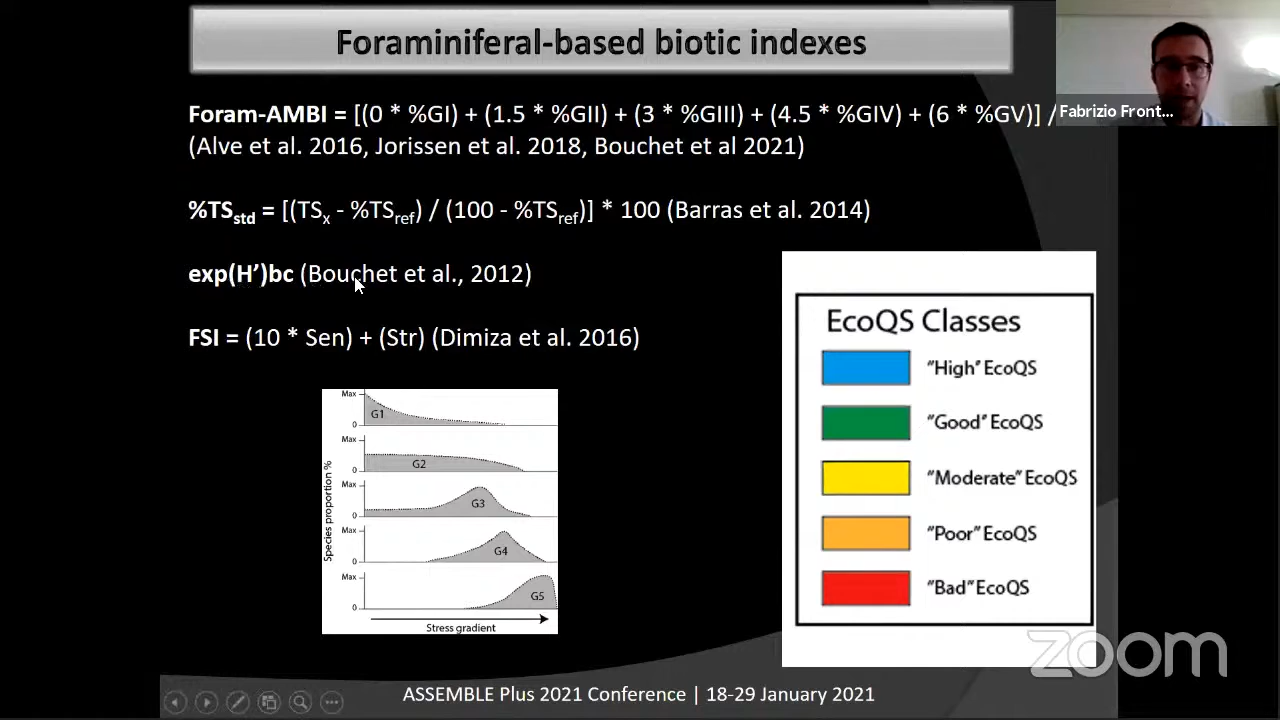 Foraminiferal-based biotic indexes
Foram-AMBI = [(0 * %GI) + (1.5 * %GII) + (3 * %GIII) + (4.5 * %GIV) + (6 * %GV)] /
Fabrizio Front...
(Alve et al. 2016, Jorissen et al. 2018, Bouchet et al 2021)
%TSstd = [(TSx - %TSref) / (100 - %TSref)] * 100 (Barras et al. 2014)
exp(H’)bc (Bouchet et al., 2012)
FSI = (10 * Sen) + (Str) (Dimiza et al. 2016)
Species proportion %
Max
G1
0
Max
G2
0
Max
G3
0
Max
G4
0
Max
G5
0
Stress gradient
EcoQS Classes
"High" EcoQS
"Good" EcoQS
"Moderate" EcoQS
"Poor" EcoQS
"Bad" EcoQS
zoom
ASSEMBLE Plus 2021 Conference | 18-29 January 2021